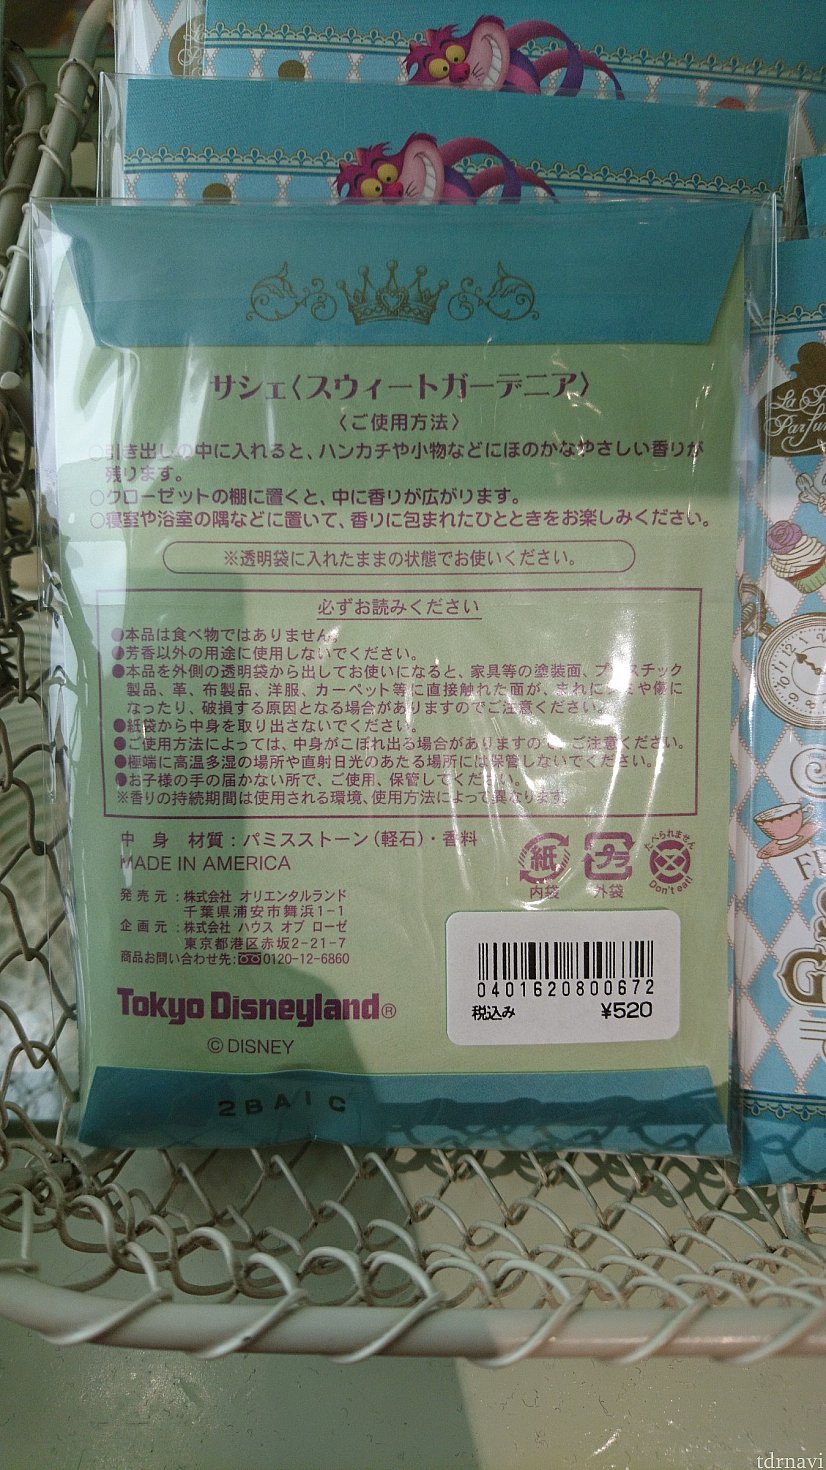 サシェ〈スウィートガーデニア〉
〈ご使用方法〉
○引き出しの中に入れると、ハンカチや小物などにほのかなやさしい香りが
残ります。
○クローゼットの棚に置くと、中に香りが広がります。
○寝室や浴室の隅などに置いて、香りに包まれたひとときをお楽しみください。
※透明袋に入れたままの状態でお使いください。
必ずお読みください
●本品は食べ物ではありません。
●芳香以外の用途に使用しないでください。
●本品を外側の透明袋から出してお使いになると、家具等の塗装面、プラスチック
製品、革、布製品、洋服、カーペット等に直接触れた面が、まれにシミや傷に
なったり、破損する原因となる場合がありますのでご注意ください。
●紙袋から中身を取り出さないでください。
●ご使用方法によっては、中身がこぼれ出る場合がありますので、ご注意ください。
●極端に高温多湿の場所や直射日光のあたる場所には保管しないでください。
●お子様の手の届かない所で、ご使用、保管してください。
※香りの持続期間は使用される環境、使用方法によって異なります。
中身 材質：パミスストーン（軽石）・香料
MADE IN AMERICA
紙
内袋
プラ
外袋
たべられません
Don't eat!
発売元：株式会社 オリエンタルランド
千葉県浦安市舞浜1-1
企画元：株式会社 ハウス オブ ローゼ
東京都港区赤坂2-21-7
商品お問い合わせ先：0120-12-6860
0401620800672
税込み ¥520
Tokyo Disneyland®
© DISNEY
2BAIC
tdrnavi